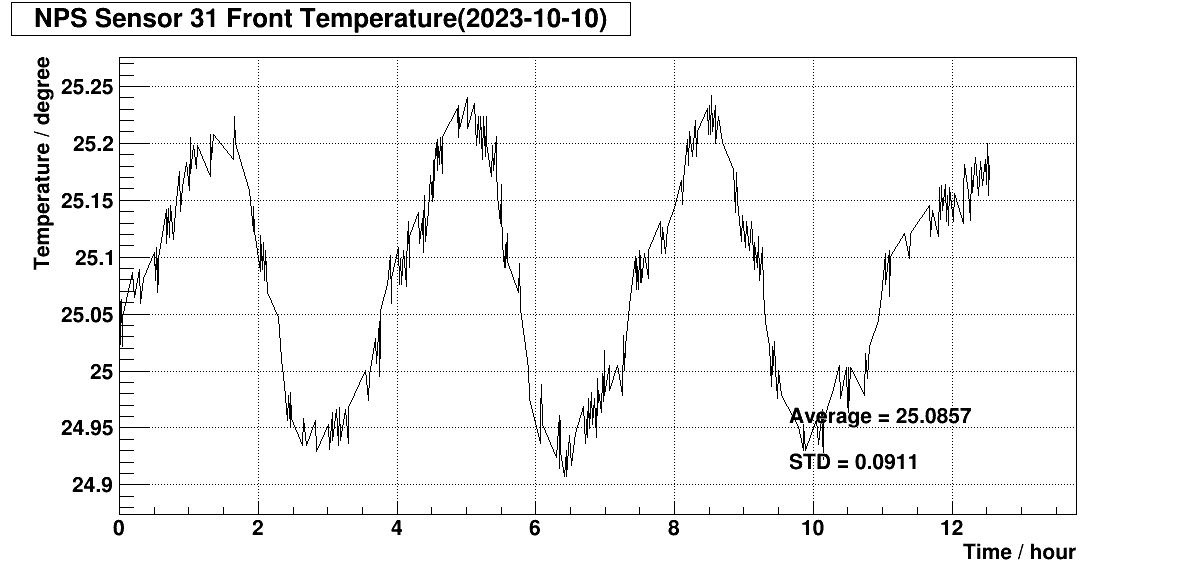 NPS Sensor 31 Front Temperature(2023-10-10)
Temperature / degree
25.25
25.2
25.15
25.1
25.05
25
24.95
24.9
Average = 25.0857
STD = 0.0911
0 2 4 6 8 10 12
Time / hour